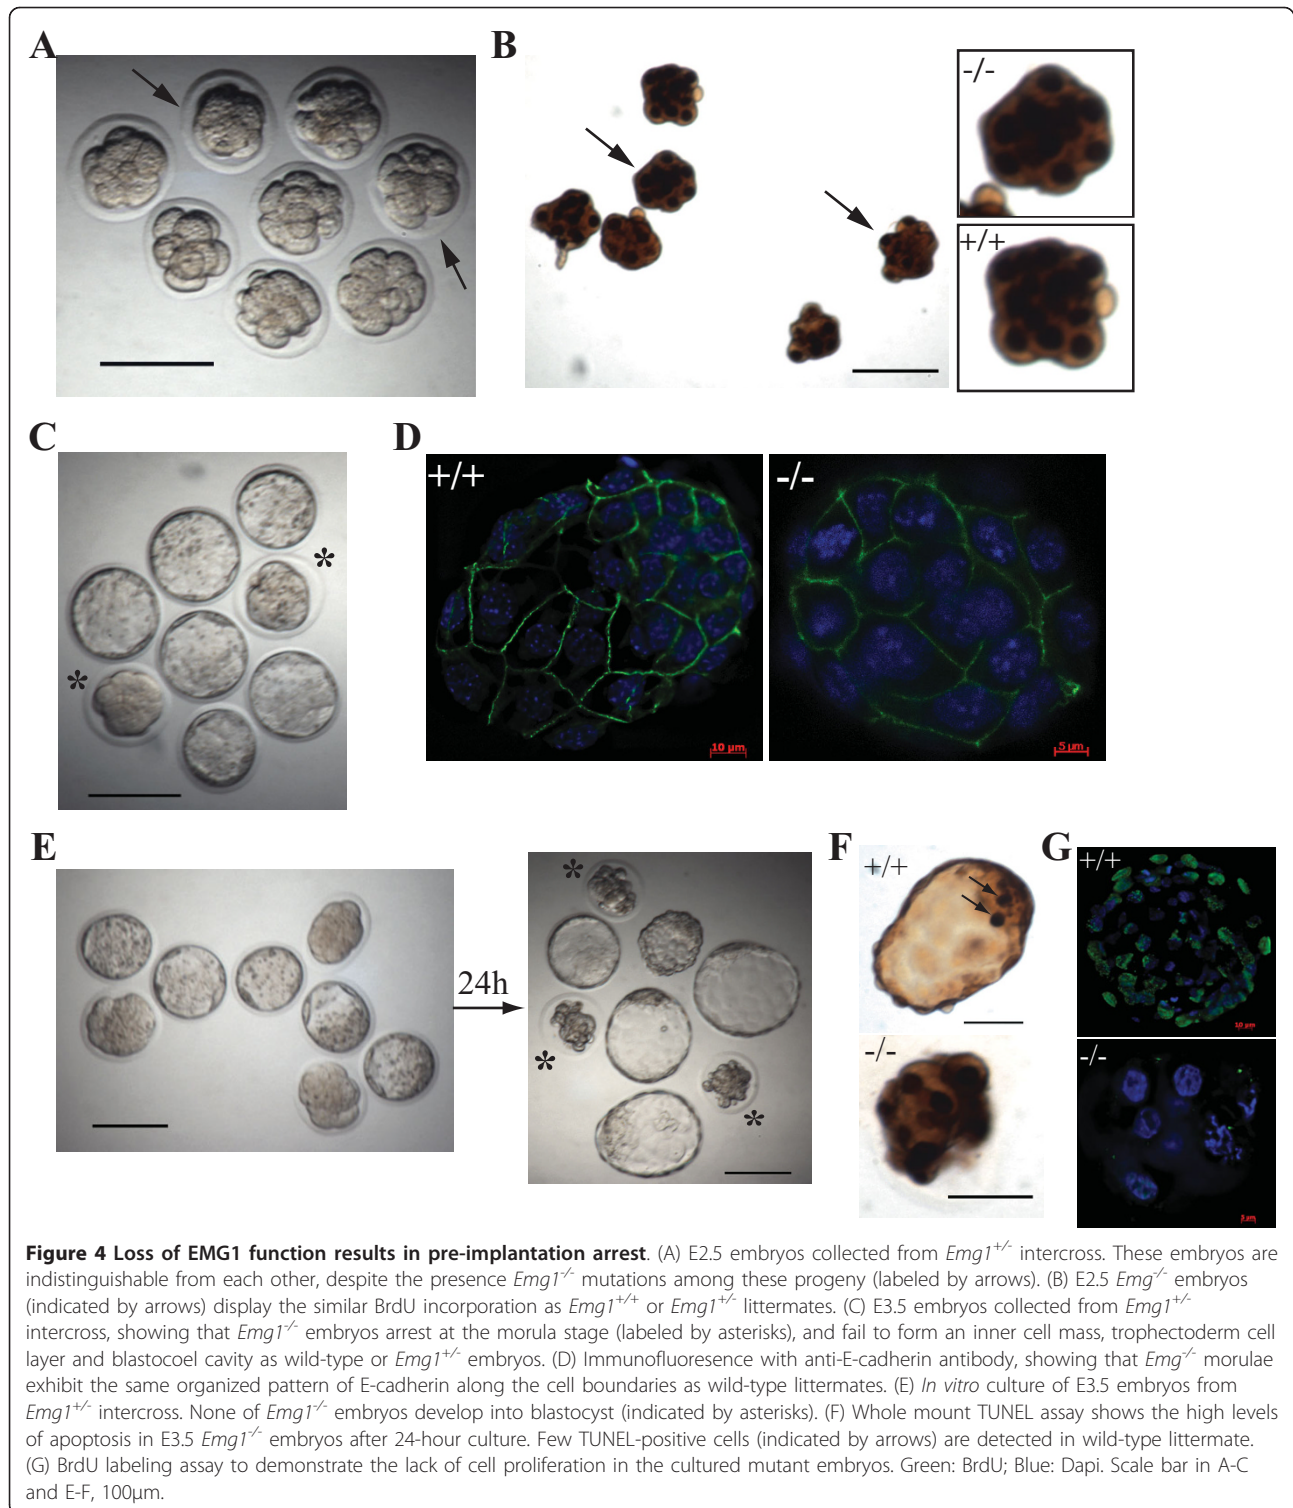 A
B
-/-
+/+
C
D
+/+
-/-
10 µm
5 µm
E
24h
F
+/+
-/-
G
+/+
10 µm
-/-
5 µm
Figure 4 Loss of EMG1 function results in pre-implantation arrest. (A) E2.5 embryos collected from Emg1+/- intercross. These embryos are
indistinguishable from each other, despite the presence Emg1-/- mutations among these progeny (labeled by arrows). (B) E2.5 Emg-/- embryos
(indicated by arrows) display the similar BrdU incorporation as Emg1+/+ or Emg1+/- littermates. (C) E3.5 embryos collected from Emg1+/-
intercross, showing that Emg1-/- embryos arrest at the morula stage (labeled by asterisks), and fail to form an inner cell mass, trophectoderm cell
layer and blastocoel cavity as wild-type or Emg1+/- embryos. (D) Immunofluoresence with anti-E-cadherin antibody, showing that Emg-/- morulae
exhibit the same organized pattern of E-cadherin along the cell boundaries as wild-type littermates. (E) In vitro culture of E3.5 embryos from
Emg1+/- intercross. None of Emg1-/- embryos develop into blastocyst (indicated by asterisks). (F) Whole mount TUNEL assay shows the high levels
of apoptosis in E3.5 Emg1-/- embryos after 24-hour culture. Few TUNEL-positive cells (indicated by arrows) are detected in wild-type littermate.
(G) BrdU labeling assay to demonstrate the lack of cell proliferation in the cultured mutant embryos. Green: BrdU; Blue: Dapi. Scale bar in A-C
and E-F, 100µm.